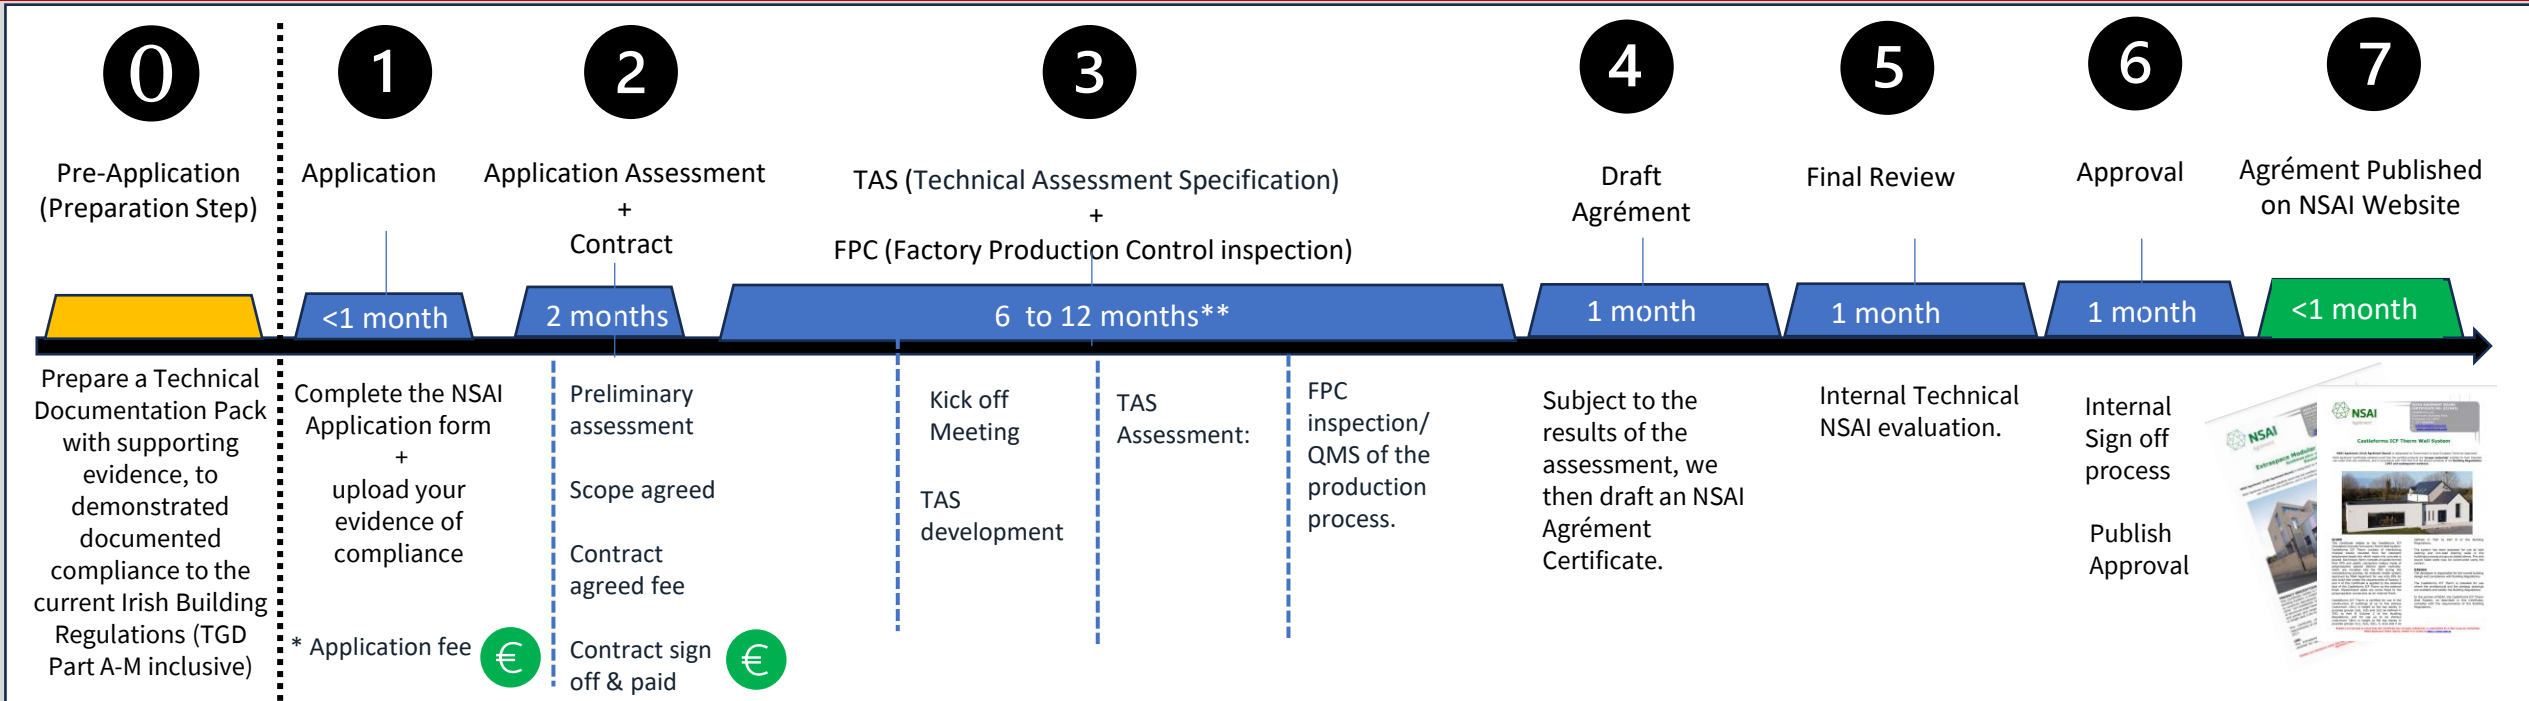 0
1
2
3
4
5
6
7
Pre-Application
(Preparation Step)
Application
Application Assessment
+
Contract
TAS (Technical Assessment Specification)
+
FPC (Factory Production Control inspection)
Draft
Agrément
Final Review
Approval
Agrément Published
on NSAI Website
<1 month
2 months
6 to 12 months**
1 month
1 month
1 month
<1 month
Prepare a Technical
Documentation Pack
with supporting
evidence, to
demonstrated
documented
compliance to the
current Irish Building
Regulations (TGD
Part A-M inclusive)
Complete the NSAI
Application form
+
upload your
evidence of
compliance
* Application fee
€
Preliminary
assessment
Scope agreed
Contract
agreed fee
Contract sign
off & paid
€
Kick off
Meeting
TAS
development
TAS
Assessment:
FPC
inspection/
QMS of the
production
process.
Subject to the
results of the
assessment, we
then draft an NSAI
Agrément
Certificate.
Internal Technical
NSAI evaluation.
Internal
Sign off
process
Publish
Approval
NSAI
Extraspace Modular
NSAI
Castleforms ICF Therm Wall System